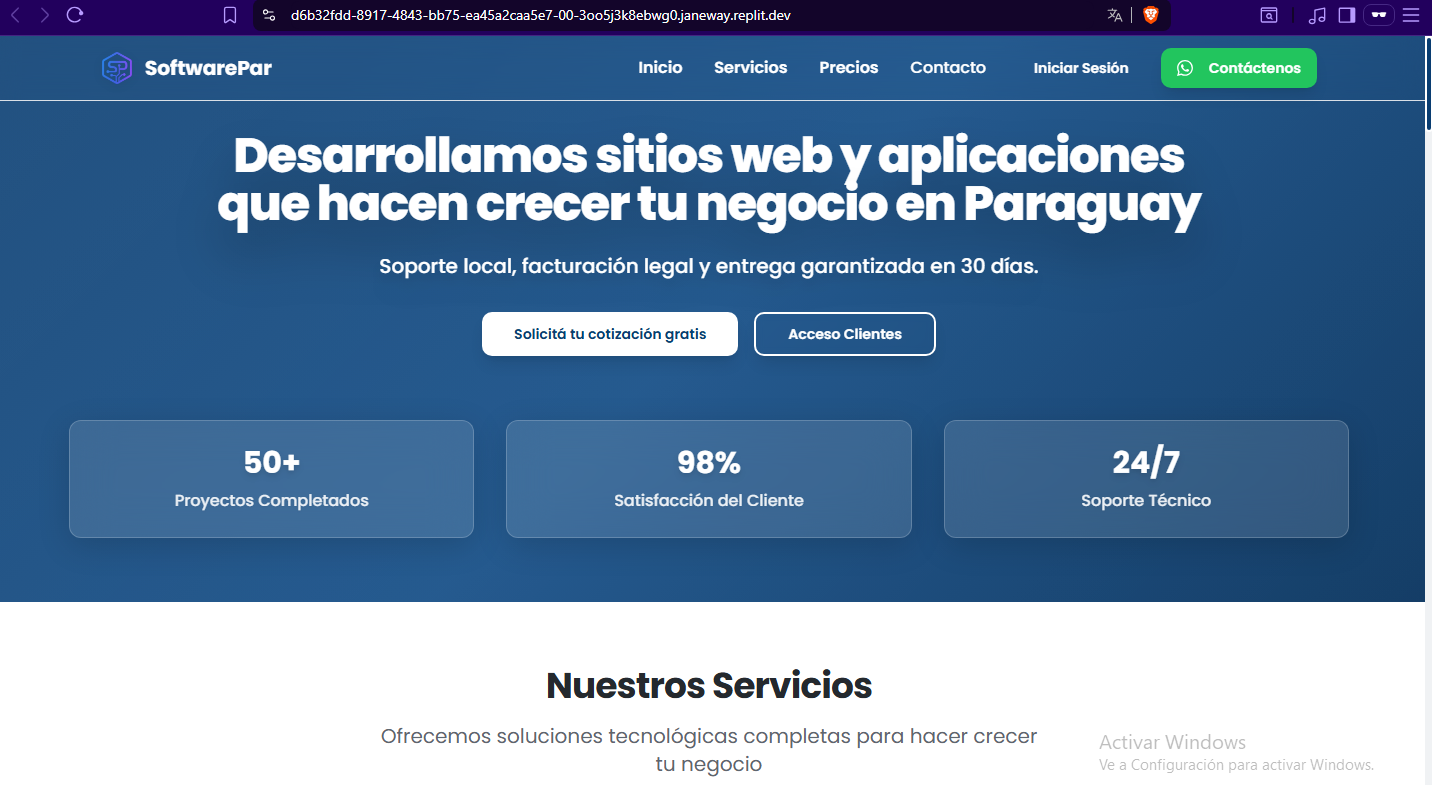 d6b32fdd-8917-4843-bb75-ea45a2caa5e7-00-3oo5j3k8ebwg0.janeway.replit.dev
SoftwarePar
Inicio
Servicios
Precios
Contacto
Iniciar Sesión
Contáctenos
Desarrollamos sitios web y aplicaciones
que hacen crecer tu negocio en Paraguay
Soporte local, facturación legal y entrega garantizada en 30 días.
Solicitá tu cotización gratis
Acceso Clientes
50+
Proyectos Completados
98%
Satisfacción del Cliente
24/7
Soporte Técnico
Nuestros Servicios
Ofrecemos soluciones tecnológicas completas para hacer crecer
tu negocio
Activar Windows
Ve a Configuración para activar Windows.